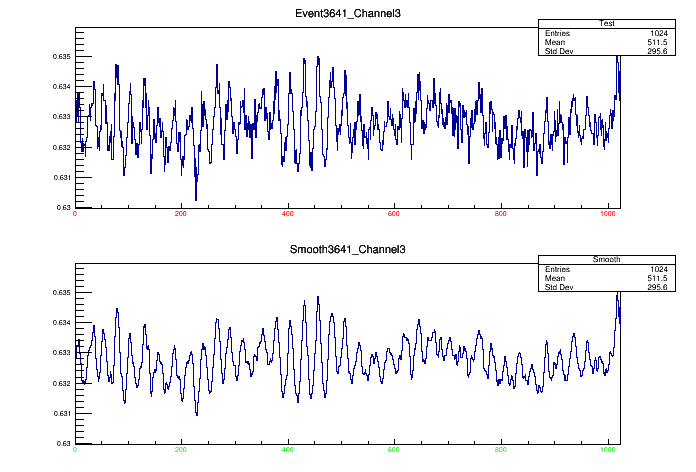 Event3641_Channel3
Test
Entries 1024
Mean 511.5
Std Dev 295.6
0.635
0.634
0.633
0.632
0.631
0.63
0 200 400 600 800 1000
Smooth3641_Channel3
Smooth
Entries 1024
Mean 511.5
Std Dev 295.6
0.635
0.634
0.633
0.632
0.631
0.63
0 200 400 600 800 1000